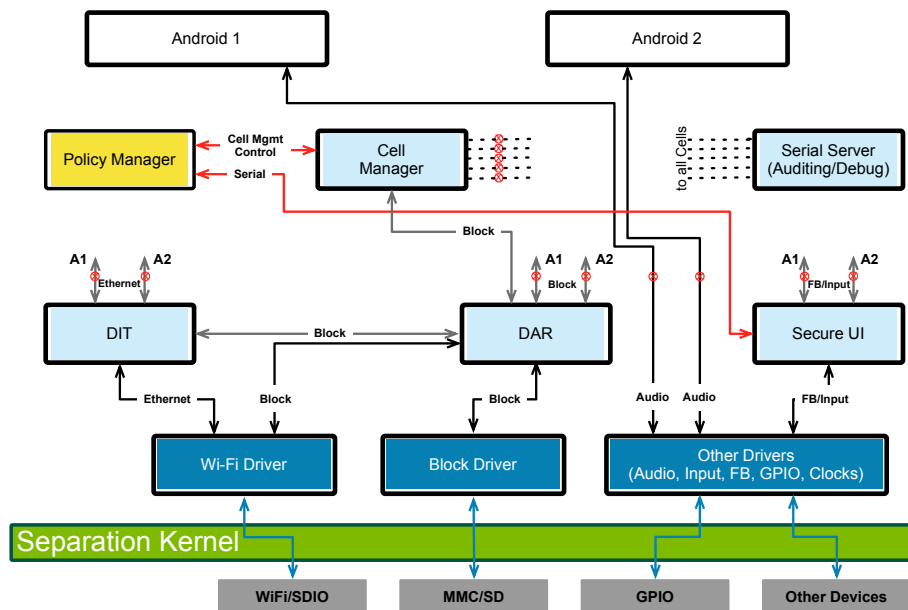 Android 1
Android 2
Policy Manager
Cell Mgmt
Control
Serial
Cell
Manager
to all Cells
Serial Server
(Auditing/Debug)
Block
A1
A2
Ethernet
A1
A2
Block
A1
A2
FB/Input
DIT
Block
DAR
Secure UI
Ethernet
Block
Block
Audio
Audio
FB/Input
Wi-Fi Driver
Block Driver
Other Drivers
(Audio, Input, FB, GPIO, Clocks)
Separation Kernel
WiFi/SDIO
MMC/SD
GPIO
Other Devices